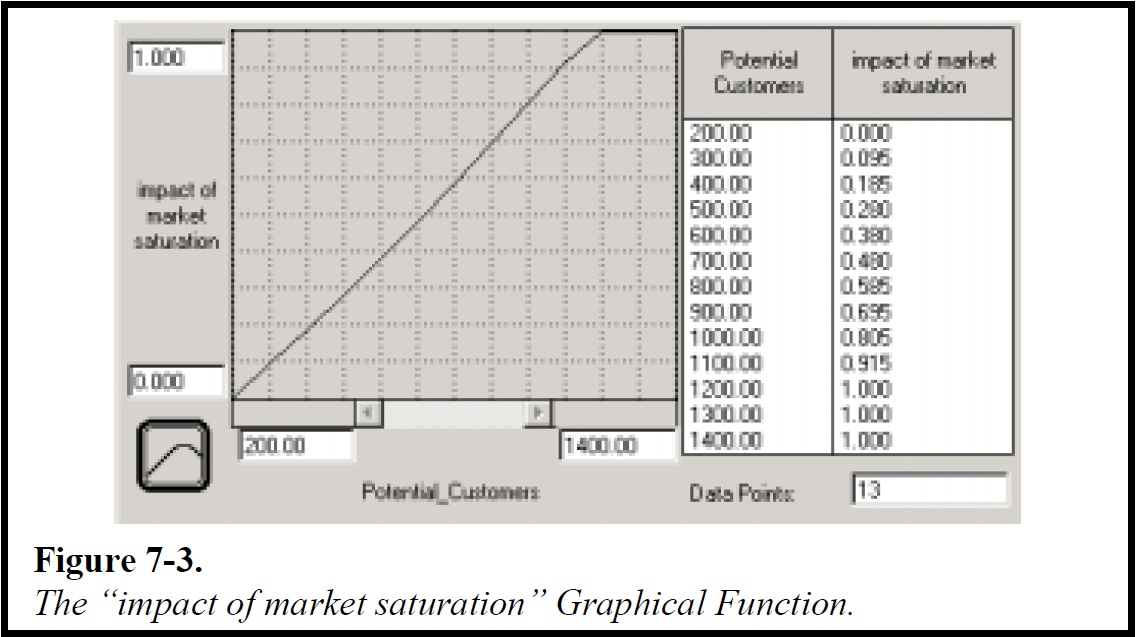 1.000
impact of
market
saturation
0.000
200.00
1400.00
Potential_Customers
Potential
Customers
impact of market
saturation
200.00 0.000
300.00 0.095
400.00 0.185
500.00 0.280
600.00 0.380
700.00 0.480
800.00 0.585
900.00 0.695
1000.00 0.805
1100.00 0.915
1200.00 1.000
1300.00 1.000
1400.00 1.000
Data Points:
13
Figure 7-3.
The “impact of market saturation” Graphical Function.